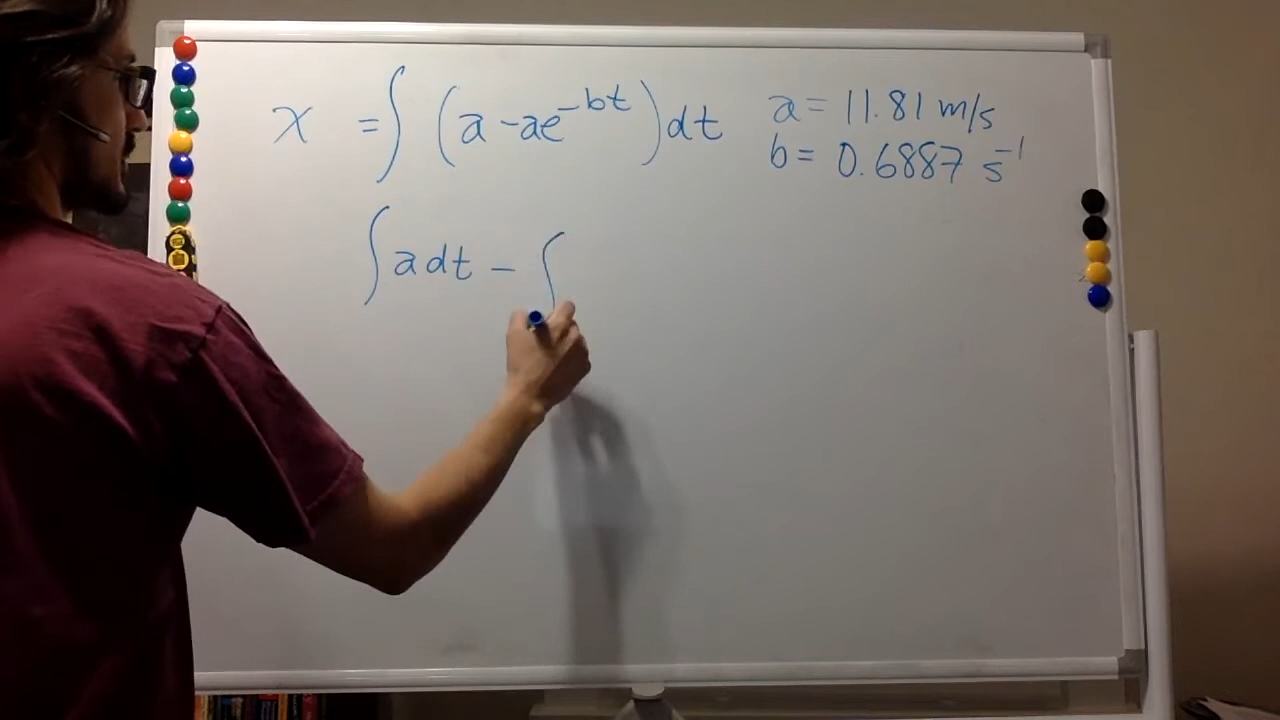 x = ∫ (a - ae^-bt) dt
a = 11.81 m/s
b = 0.6887 s^-1
∫ a dt - ∫